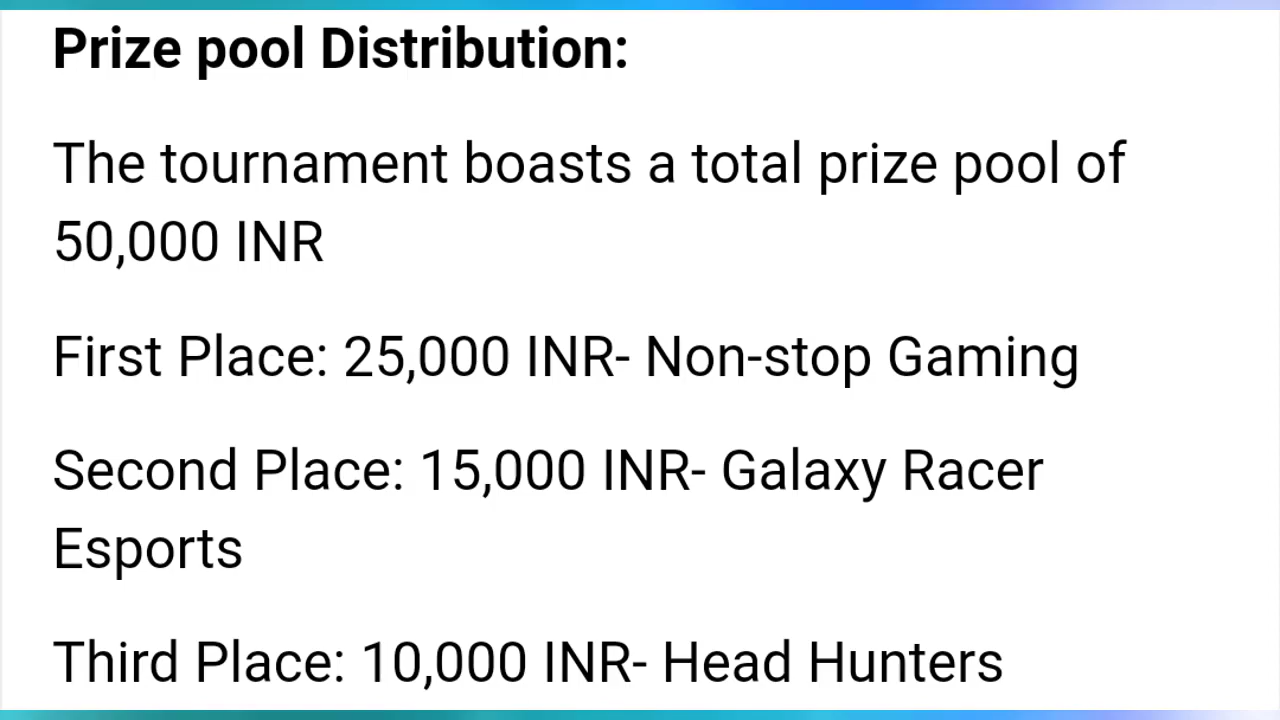 Prize pool Distribution:
The tournament boasts a total prize pool of
50,000 INR
First Place: 25,000 INR- Non-stop Gaming
Second Place: 15,000 INR- Galaxy Racer
Esports
Third Place: 10,000 INR- Head Hunters